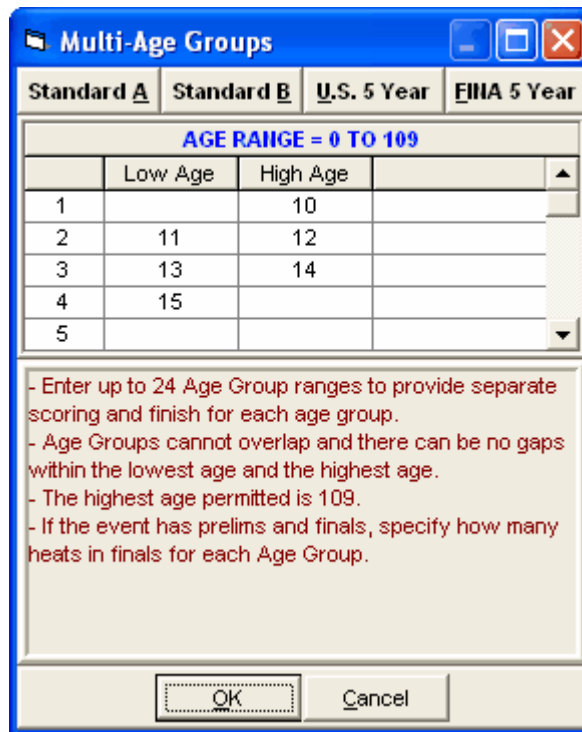 Multi-Age Groups
Standard A Standard B U.S. 5 Year FINA 5 Year
AGE RANGE = 0 TO 109
Low Age High Age
1 10
2 11 12
3 13 14
4 15
5
- Enter up to 24 Age Group ranges to provide separate
scoring and finish for each age group.
- Age Groups cannot overlap and there can be no gaps
within the lowest age and the highest age.
- The highest age permitted is 109.
- If the event has prelims and finals, specify how many
heats in finals for each Age Group.
OK Cancel